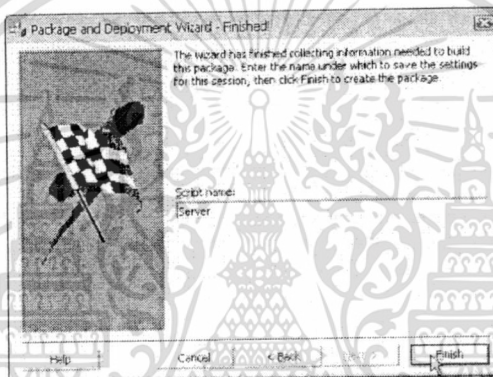 Package and Deployment Wizard - Finished!
The wizard has finished collecting information needed to build
this package. Enter the name under which to save the settings
for this session, then click Finish to create the package.
Script name:
Server
Help
Cancel
< Back
Finish